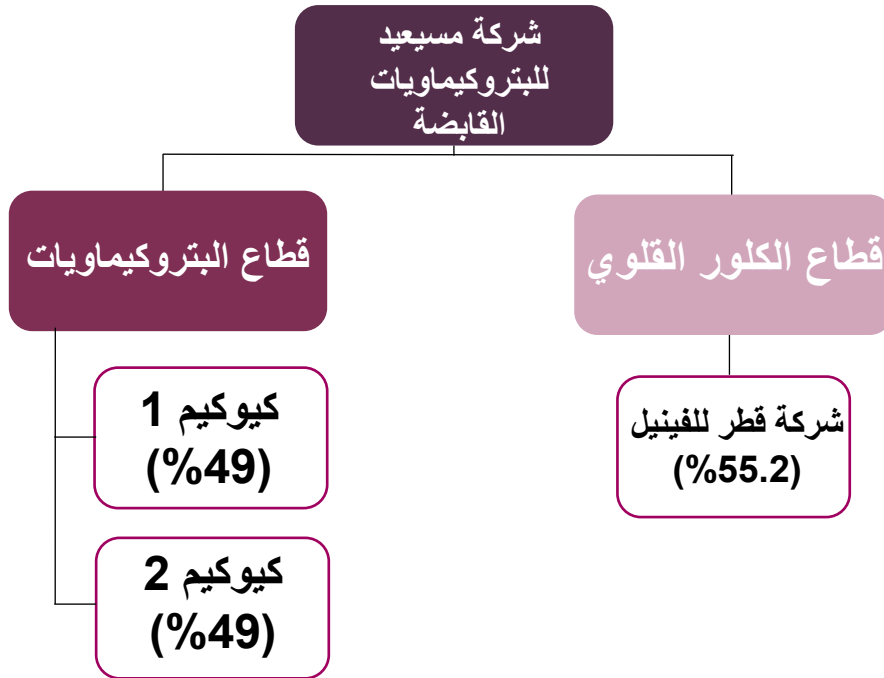 شركة مسيعيد
للبتروكيماويات
القابضة
قطاع الكلور القلوي
قطاع البتروكيماويات
شركة قطر للفينيل
(%55.2)
كيوكيم 1
(%49)
كيوكيم 2
(%49)